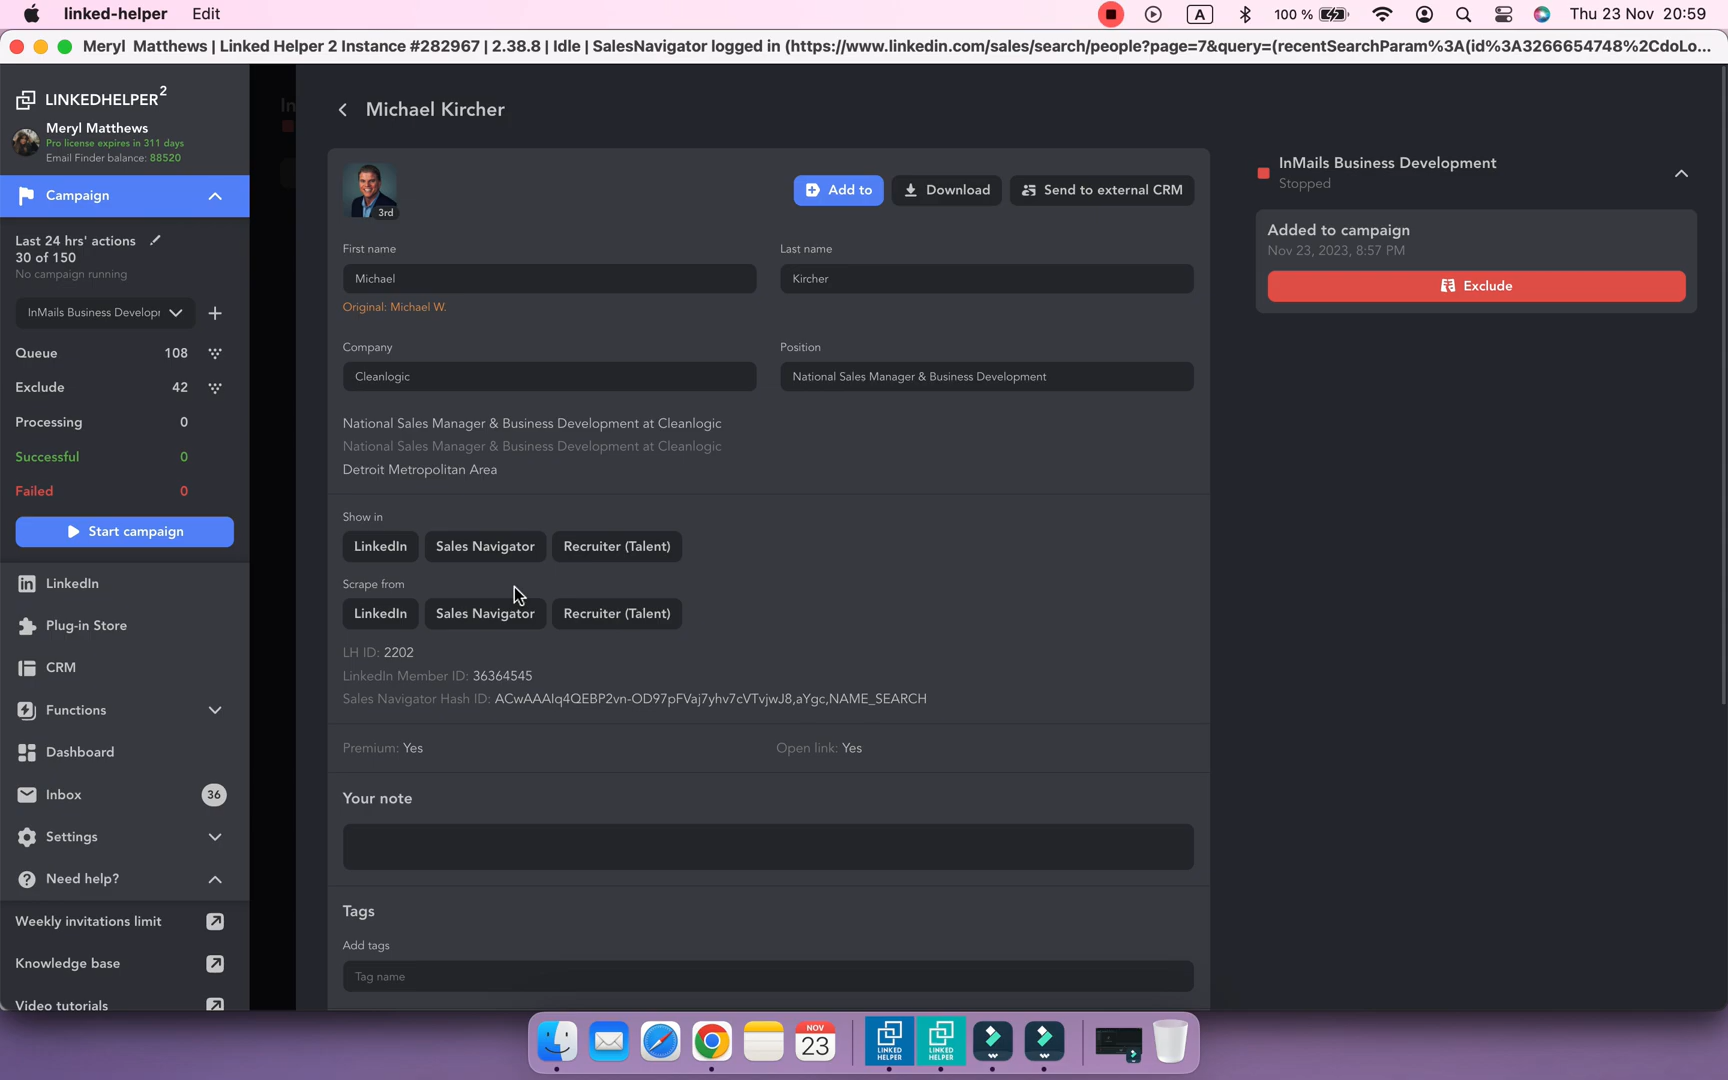 linked-helper Edit
A 100 % Thu 23 Nov 20:59
Meryl Matthews | Linked Helper 2 Instance #282967 | 2.38.8 | Idle | SalesNavigator logged in (https://www.linkedin.com/sales/search/people?page=7&query=(recentSearchParam%3A(id%3A3266654748%2CdoLo...
LINKEDHELPER2
Meryl Matthews
Pro license expires in 311 days
Email Finder balance: 88520
Campaign
Last 24 hrs' actions
30 of 150
No campaign running
InMails Business Develop
Queue 108
Exclude 42
Processing 0
Successful 0
Failed 0
Start campaign
LinkedIn
Plug-in Store
CRM
Functions
Dashboard
Inbox 36
Settings
Need help?
Weekly invitations limit
Knowledge base
Video tutorials
In
Michael Kircher
3rd
Add to Download Send to external CRM
First name Last name
Michael Kircher
Original: Michael W.
Company Position
Cleanlogic National Sales Manager & Business Development
National Sales Manager & Business Development at Cleanlogic
National Sales Manager & Business Development at Cleanlogic
Detroit Metropolitan Area
Show in
LinkedIn Sales Navigator Recruiter (Talent)
Scrape from
LinkedIn Sales Navigator Recruiter (Talent)
LH ID: 2202
LinkedIn Member ID: 36364545
Sales Navigator Hash ID: ACwAAAIq4QEBP2vn-OD97pFVaj7yhv7cVTvjwJ8,aYgc,NAME_SEARCH
Premium: Yes Open link: Yes
Your note
Tags
Add tags
Tag name
InMails Business Development
Stopped
Added to campaign
Nov 23, 2023, 8:57 PM
Exclude
NOV
23
LINKED
HELPER
LINKED
HELPER